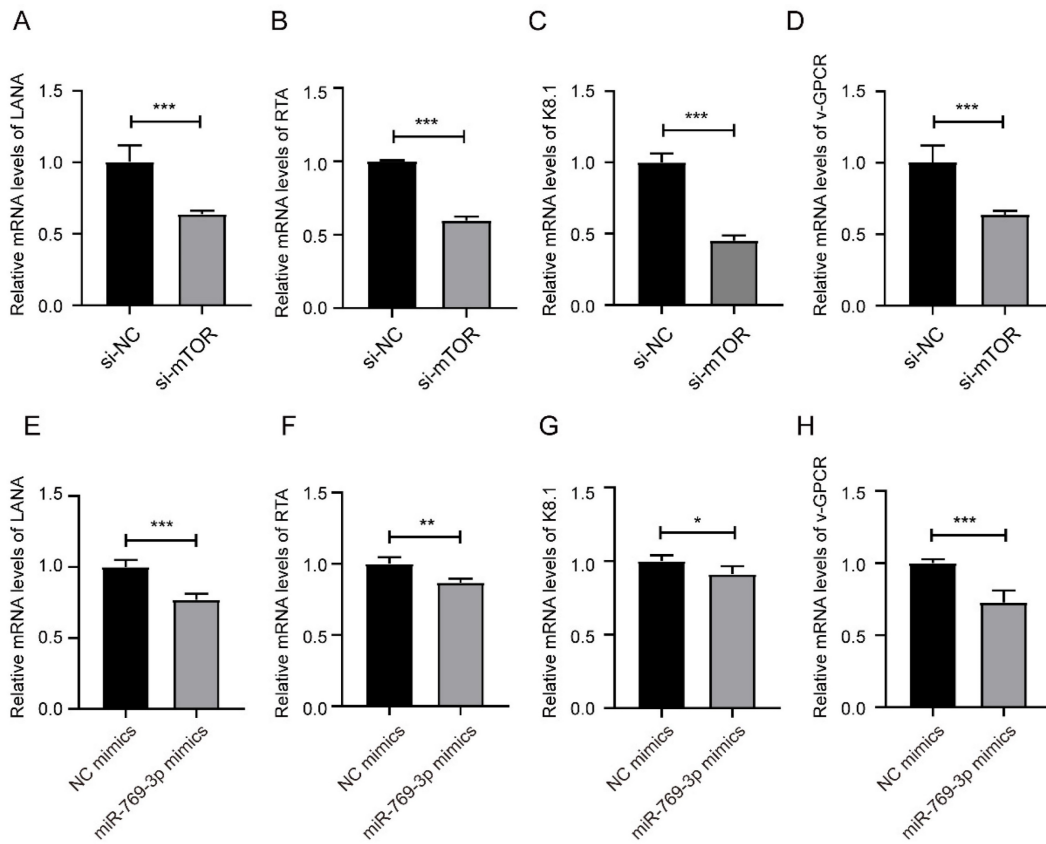 A
Relative mRNA levels of LANA
1.5
1.0
0.5
0.0
***
si-NC
si-mTOR
B
Relative mRNA levels of RTA
1.5
1.0
0.5
0.0
***
si-NC
si-mTOR
C
Relative mRNA levels of K8.1
1.5
1.0
0.5
0.0
***
si-NC
si-mTOR
D
Relative mRNA levels of v-GPCR
1.5
1.0
0.5
0.0
***
si-NC
si-mTOR
E
Relative mRNA levels of LANA
1.5
1.0
0.5
0.0
***
NC mimics
miR-769-3p mimics
F
Relative mRNA levels of RTA
1.5
1.0
0.5
0.0
**
NC mimics
miR-769-3p mimics
G
Relative mRNA levels of K8.1
1.5
1.0
0.5
0.0
*
NC mimics
miR-769-3p mimics
H
Relative mRNA levels of v-GPCR
1.5
1.0
0.5
0.0
***
NC mimics
miR-769-3p mimics